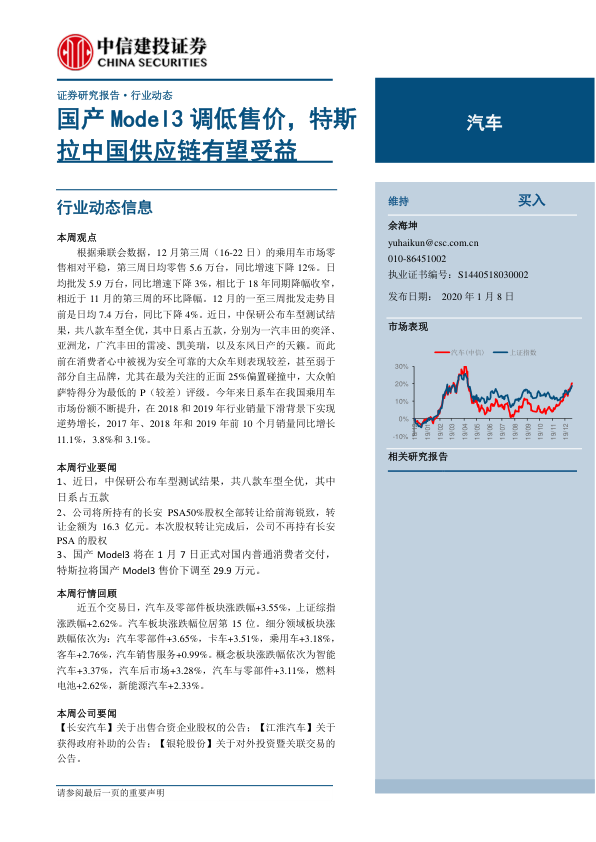 中信建投证券
CHINA SECURITIES
证券研究报告·行业动态
国产 Model3 调低售价，特斯
拉中国供应链有望受益
行业动态信息
本周观点
根据乘联会数据，12 月第三周（16-22 日）的乘用车市场零
售相对平稳，第三周日均零售 5.6 万台，同比增速下降 12%。日
均批发 5.9 万台，同比增速下降 3%，相比于 18 年同期降幅收窄，
相近于 11 月的第三周的环比降幅。12 月的一至三周批发走势目
前是日均 7.4 万台，同比下降 4%。近日，中保研公布车型测试结
果，共八款车型全优，其中日系占五款，分别为一汽丰田的奕泽、
亚洲龙，广汽丰田的雷凌、凯美瑞，以及东风日产的天籁。而此
前在消费者心中被视为安全可靠的大众车则表现较差，甚至弱于
部分自主品牌，尤其在最为关注的正面 25%偏置碰撞中，大众帕
萨特得分为最低的 P（较差）评级。今年来日系车在我国乘用车
市场份额不断提升，在 2018 和 2019 年行业销量下滑背景下实现
逆势增长，2017 年、2018 年和 2019 年前 10 个月销量同比增长
11.1%，3.8%和 3.1%。
本周行业要闻
1、近日，中保研公布车型测试结果，共八款车型全优，其中
日系占五款
2、公司将所持有的长安 PSA50%股权全部转让给前海锐致，转
让金额为 16.3 亿元。本次股权转让完成后，公司不再持有长安
PSA 的股权
3、国产 Model3 将在 1 月 7 日正式对国内普通消费者交付，
特斯拉将国产 Model3 售价下调至 29.9 万元。
本周行情回顾
近五个交易日，汽车及零部件板块涨跌幅+3.55%，上证综指
涨跌幅+2.62%。汽车板块涨跌幅位居第 15 位。细分领域板块涨
跌幅依次为：汽车零部件+3.65%，卡车+3.51%，乘用车+3.18%，
客车+2.76%，汽车销售服务+0.99%。概念板块涨跌幅依次为智能
汽车+3.37%，汽车后市场+3.28%，汽车与零部件+3.11%，燃料
电池+2.62%，新能源汽车+2.33%。
本周公司要闻
【长安汽车】关于出售合资企业股权的公告；【江淮汽车】关于
获得政府补助的公告；【银轮股份】关于对外投资暨关联交易的
公告。
请参阅最后一页的重要声明
汽车
维持 买入
余海坤
yuhaikun@csc.com.cn
010-86451002
执业证书编号：S1440518030002
发布日期： 2020 年 1 月 8 日
市场表现
汽车(中信) 上证指数
30%
20%
10%
0%
-10%
19/01 19/02 19/03 19/04 19/05 19/06 19/07 19/08 19/09 19/10 19/11 19/12
相关研究报告